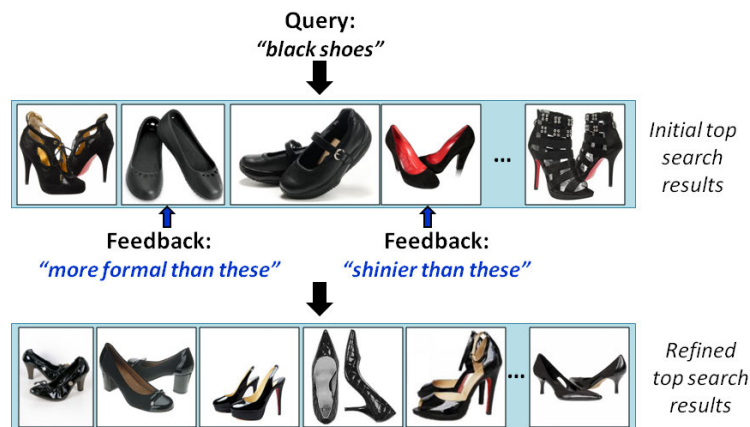 Query:
“black shoes”
Initial top
search
results
...
Feedback:
“more formal than these”
Feedback:
“shinier than these”
...
Refined
top search
results